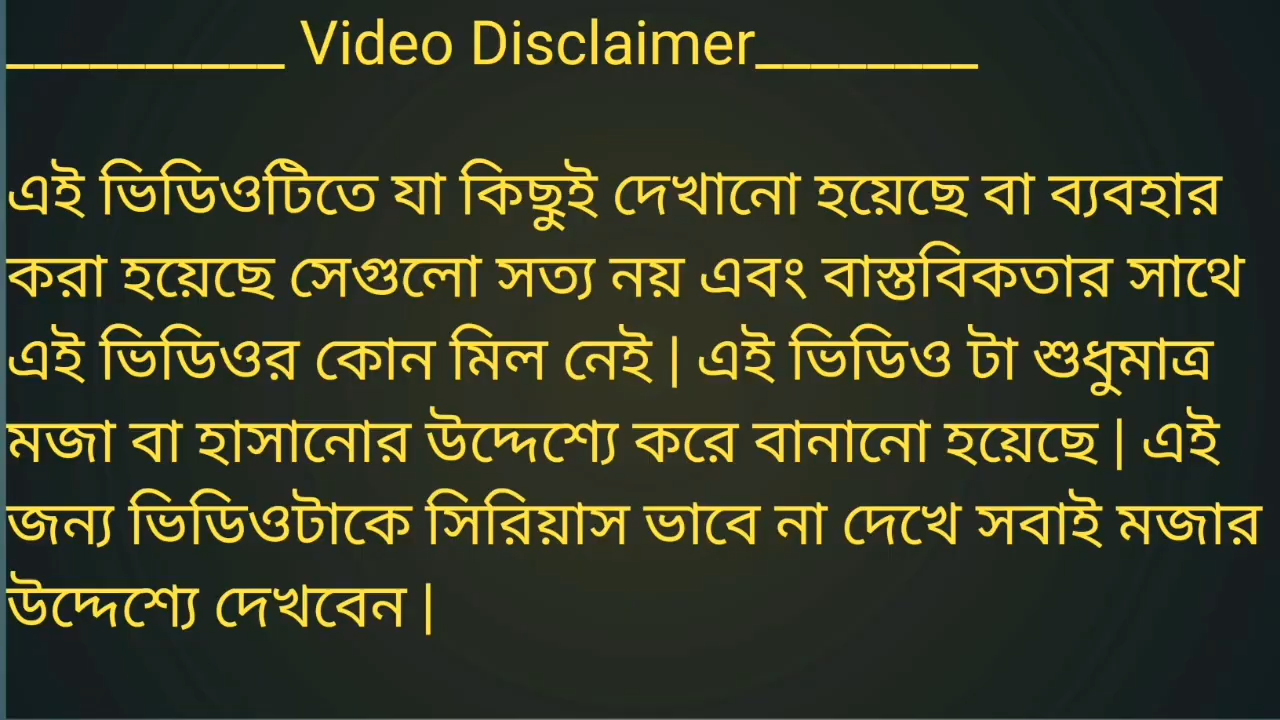 __________ Video Disclaimer________
এই ভিডিওটিতে যা কিছুই দেখানো হয়েছে বা ব্যবহার
করা হয়েছে সেগুলো সত্য নয় এবং বাস্তবিকতার সাথে
এই ভিডিওর কোন মিল নেই | এই ভিডিও টা শুধুমাত্র
মজা বা হাসানোর উদ্দেশ্যে করে বানানো হয়েছে | এই
জন্য ভিডিওটাকে সিরিয়াস ভাবে না দেখে সবাই মজার
উদ্দেশ্যে দেখবেন |